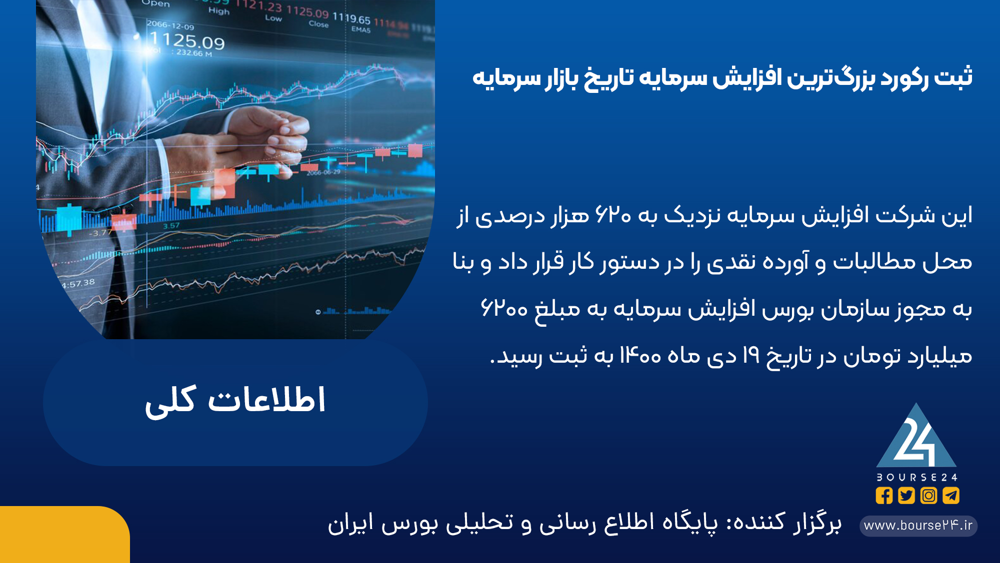 Open
High
1121.23
Low
1125.09
Close
1119.65
EMA5
1114.94
2066-12-09
1125.09
Vol : 232.66 M
2066-06-29
-3.77
3.57
4:57.38
ثبت رکورد بزرگ‌ترین افزایش سرمایه تاریخ بازار سرمایه
این شرکت افزایش سرمایه نزدیک به ۶۲۰ هزار درصدی از
محل مطالبات و آورده نقدی را در دستور کار قرار داد و بنا
به مجوز سازمان بورس افزایش سرمایه به مبلغ ۶۲۰۰
میلیارد تومان در تاریخ ۱۹ دی ماه ۱۴۰۰ به ثبت رسید.
اطلاعات کلی
24
BOURSE24
برگزار کننده: پایگاه اطلاع رسانی و تحلیلی بورس ایران
www.bourse۲۴.ir